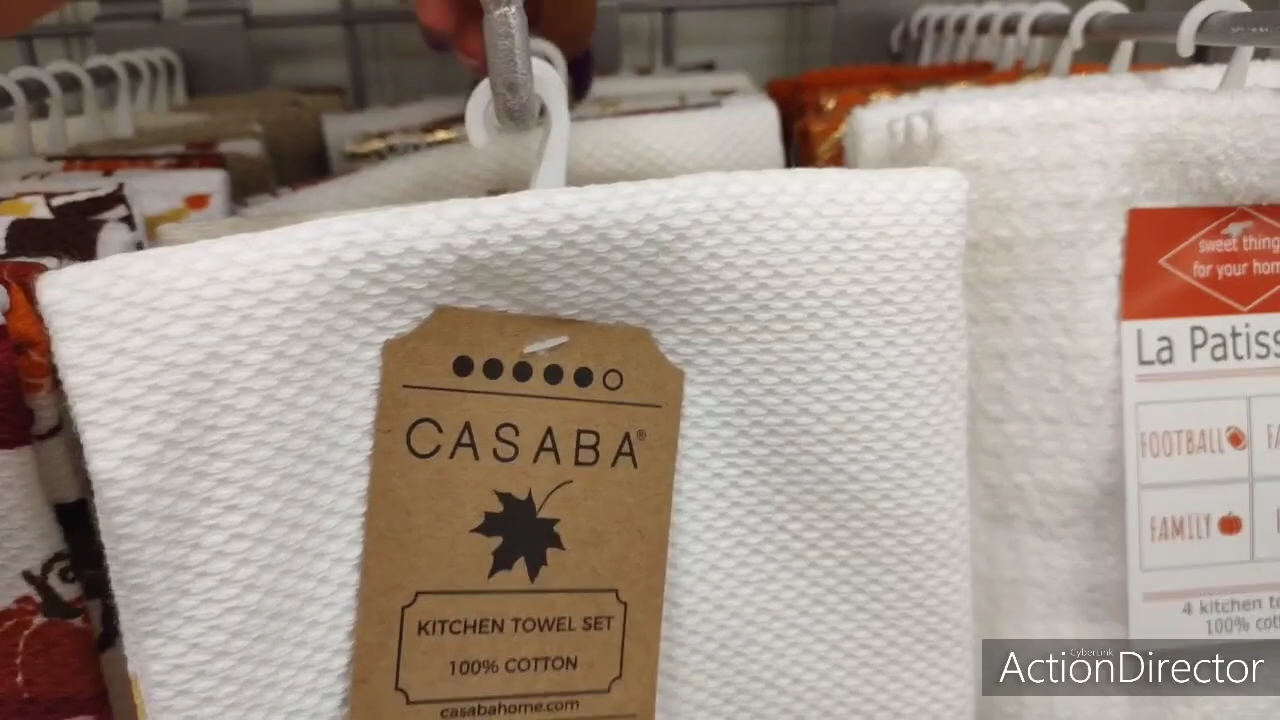 CASABA®
KITCHEN TOWEL SET
100% COTTON
casabahome.com
sweet thing
for your hom
La Patiss
FOOTBALL
FAMILY
4 kitchen to
100% cott
CyberLink
ActionDirector